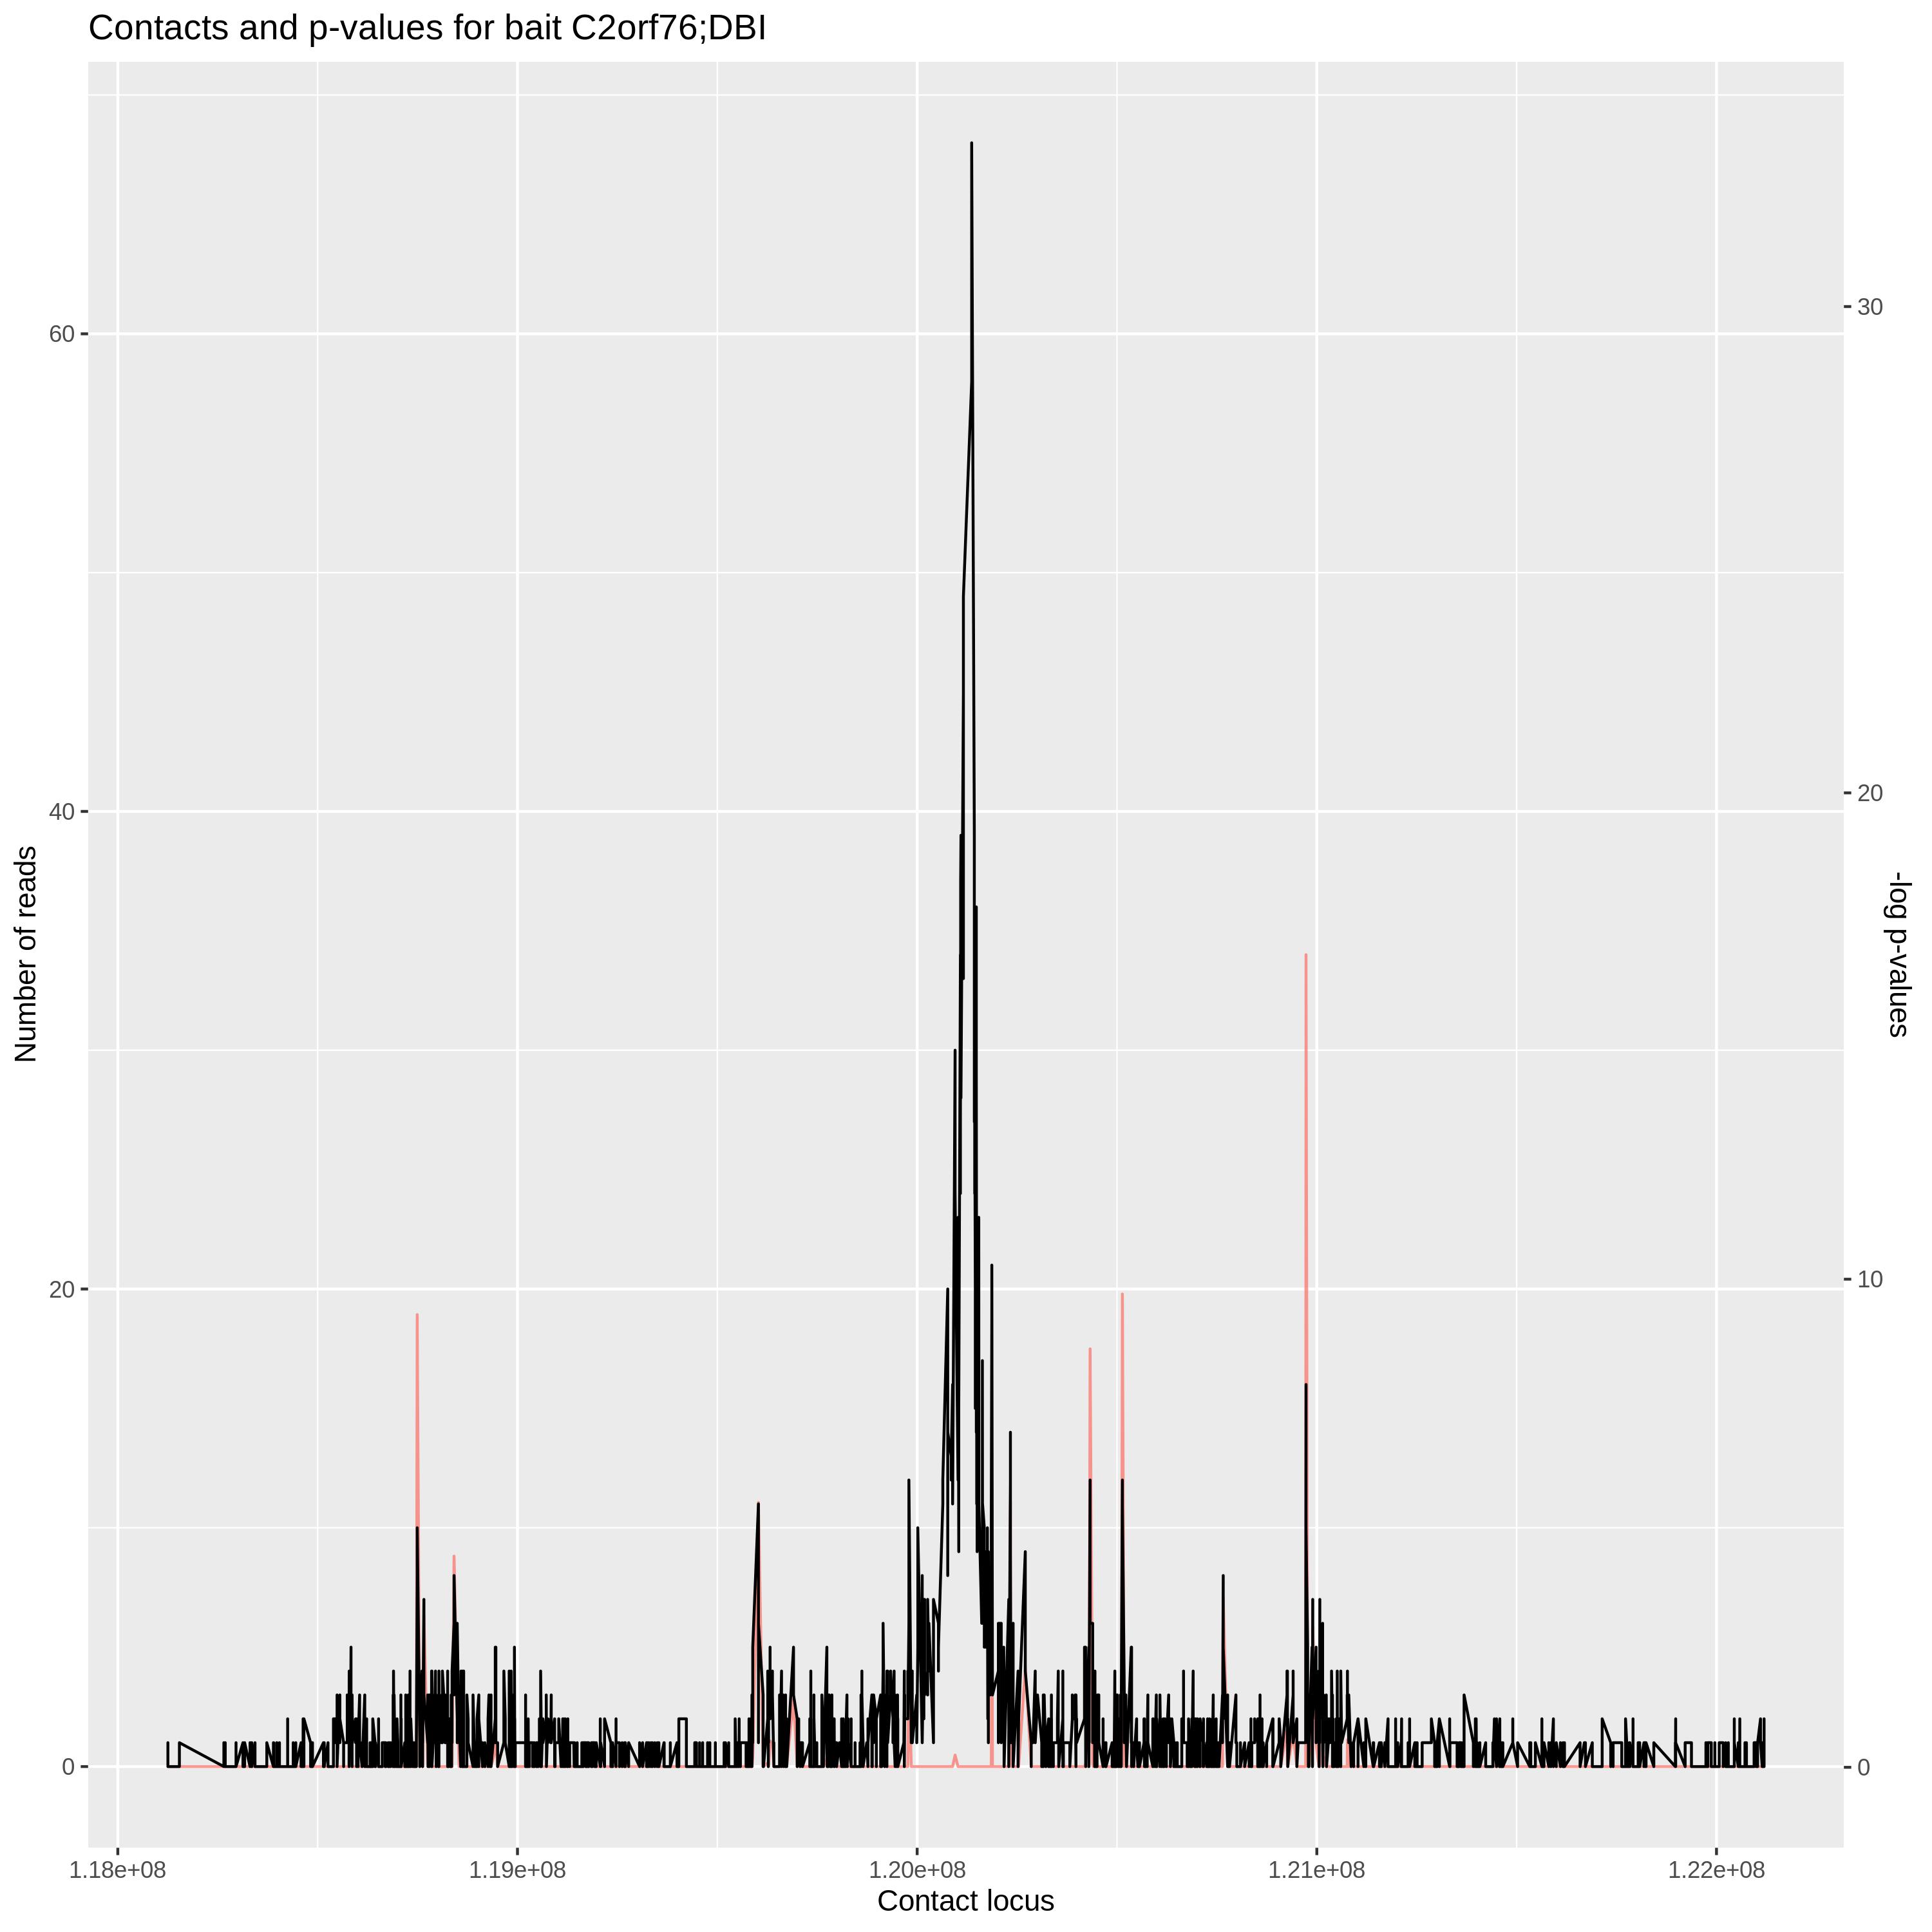 Contacts and p-values for bait C2orf76;DBI
60
40
20
0
Number of reads
30
20
10
0
-log p-values
1.18e+08
1.19e+08
1.20e+08
1.21e+08
1.22e+08
Contact locus